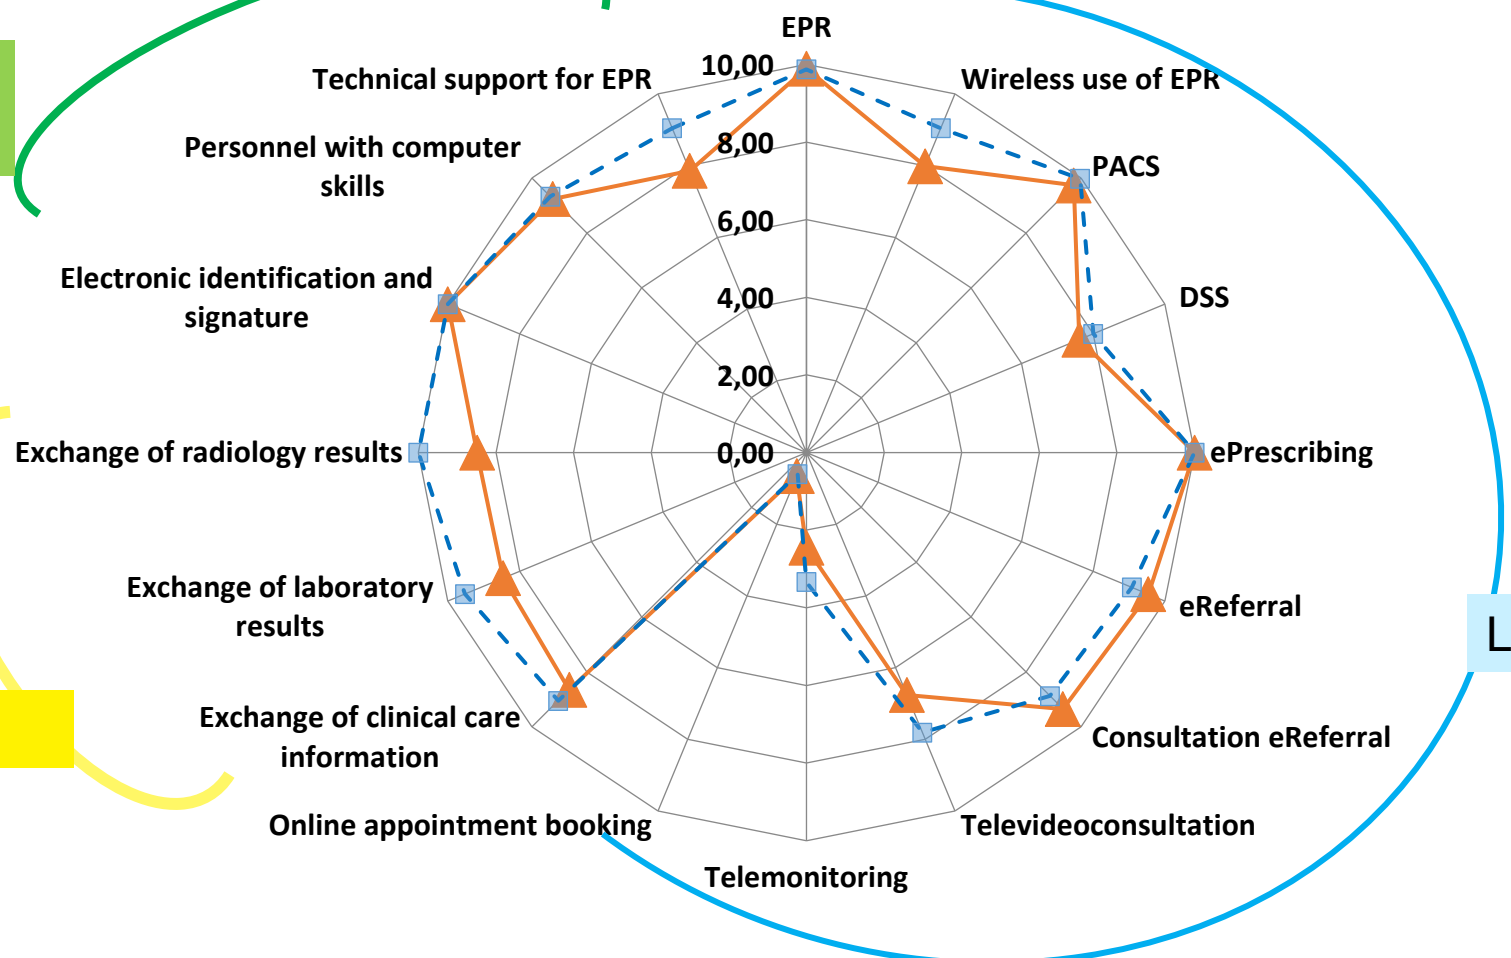 EPR
10,00
Technical support for EPR
Wireless use of EPR
8,00
Personnel with computer
skills
PACS
6,00
Electronic identification and
signature
4,00
DSS
2,00
Exchange of radiology results
0,00
ePrescribing
Exchange of laboratory
results
eReferral
L
Exchange of clinical care
information
Consultation eReferral
Online appointment booking
Televideoconsultation
Telemonitoring